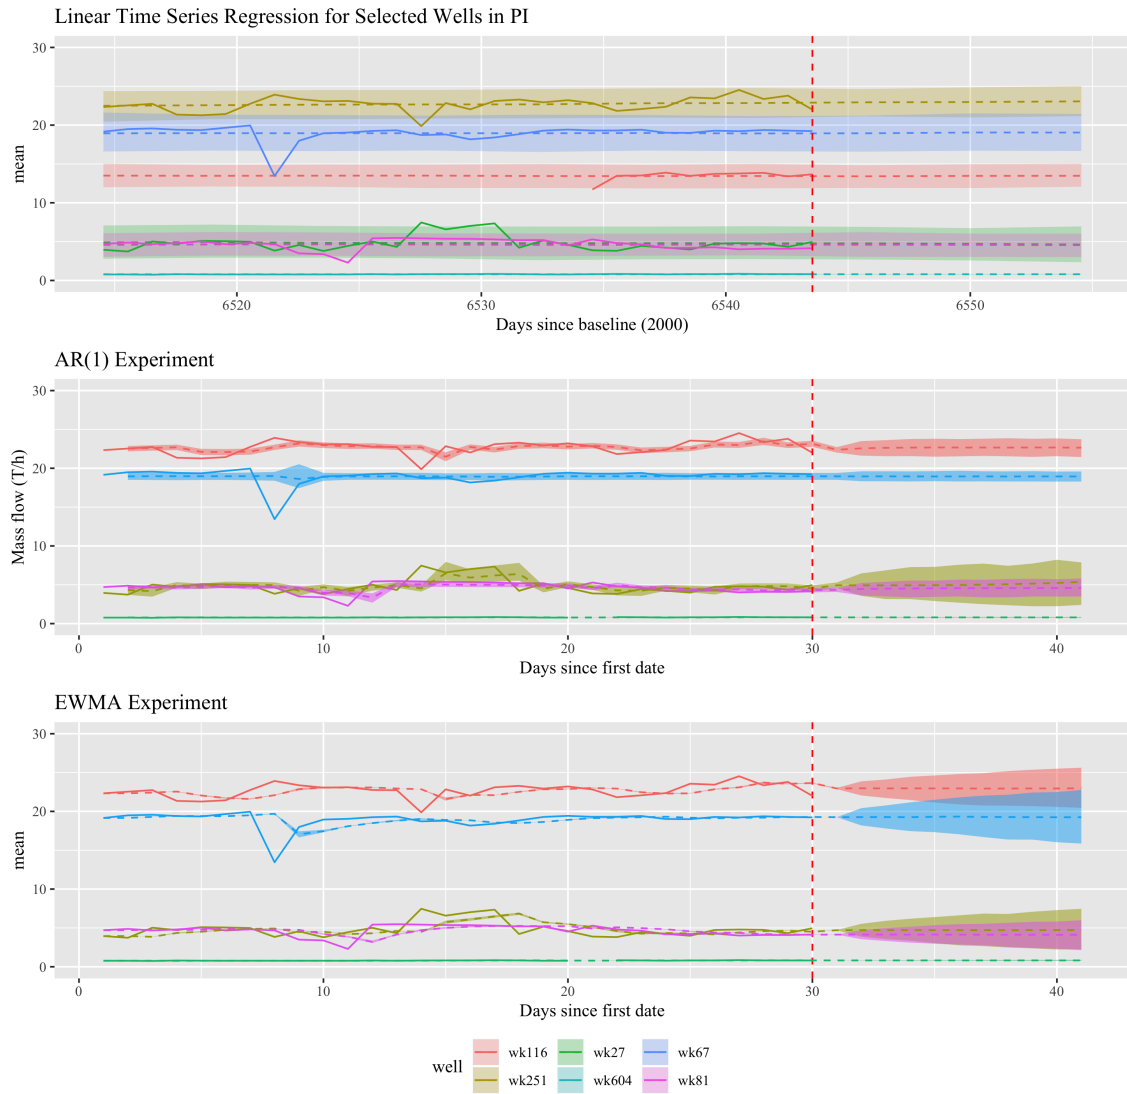 Linear Time Series Regression for Selected Wells in PI
30
20
10
0
mean
6520 6530 6540 6550
Days since baseline (2000)
AR(1) Experiment
30
20
10
0
Mass flow (T/h)
0 10 20 30 40
Days since first date
EWMA Experiment
30
20
10
0
mean
0 10 20 30 40
Days since first date
well
wk116 wk27 wk67
wk251 wk604 wk81